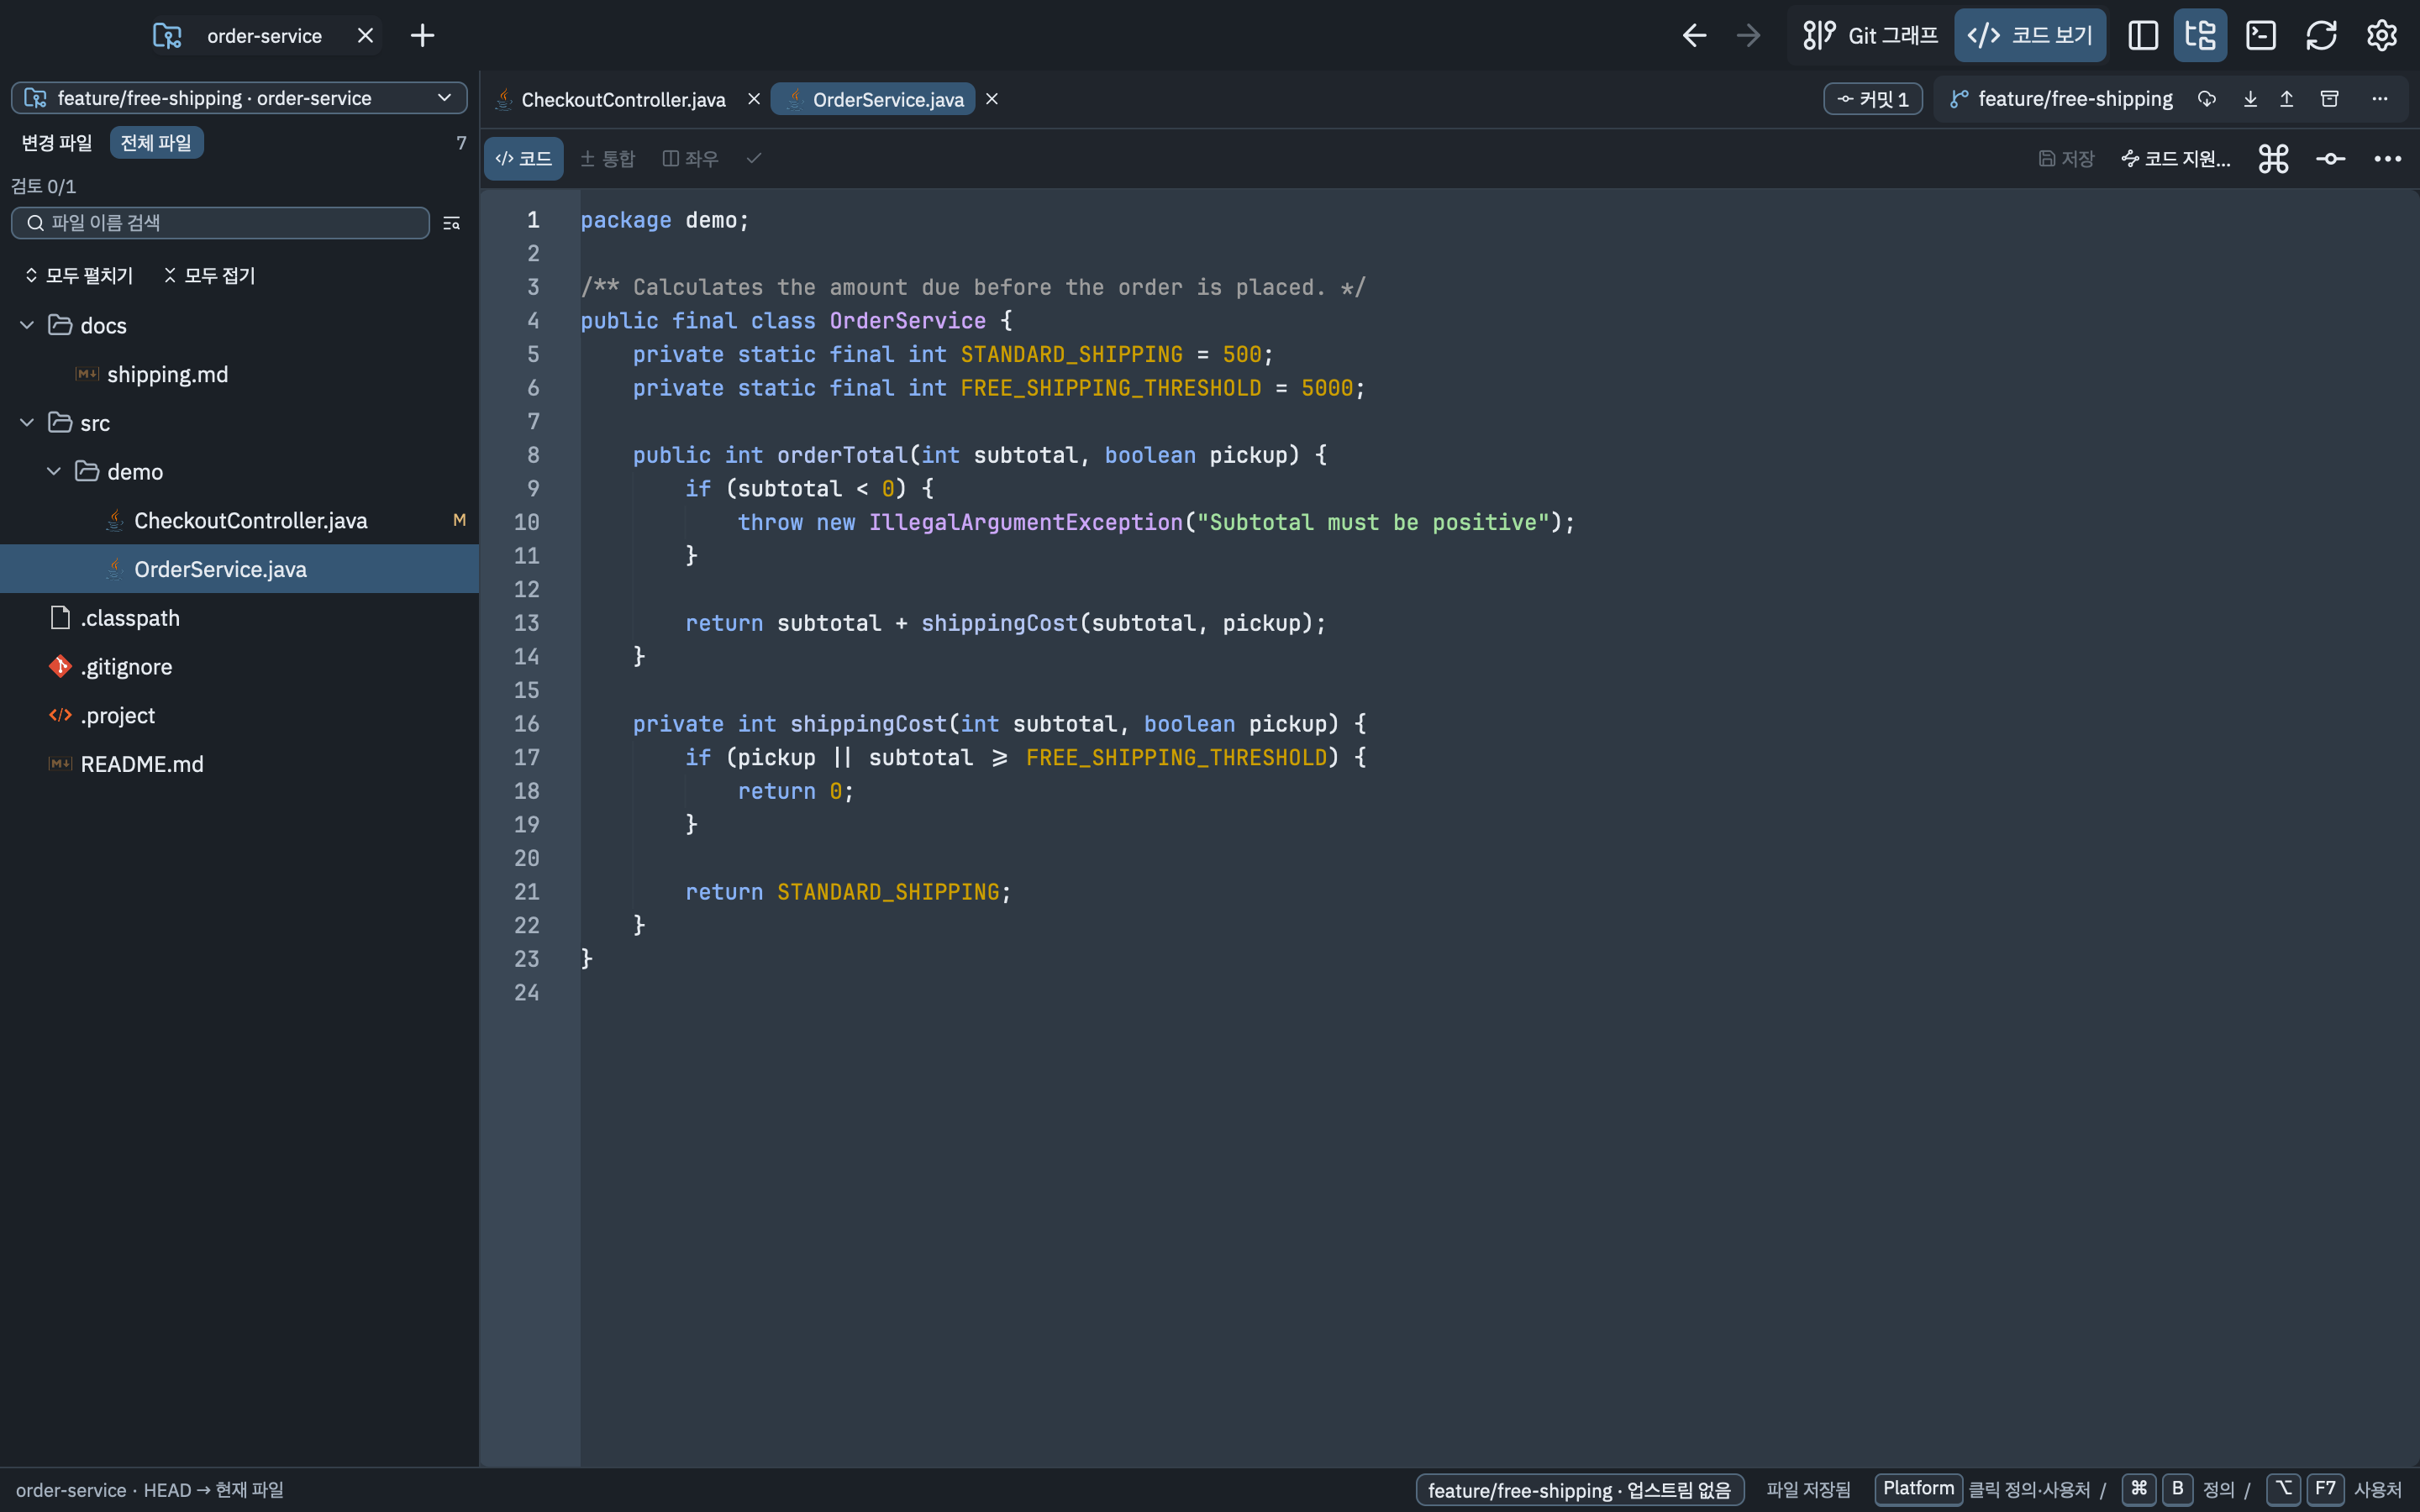 order-service
Git 그래프
코드 보기
feature/free-shipping · order-service
CheckoutController.java
OrderService.java
커밋 1
feature/free-shipping
변경 파일
전체 파일
7
코드
통합
좌우
저장
코드 지원...
검토 0/1
파일 이름 검색
모두 펼치기
모두 접기
docs
shipping.md
src
demo
CheckoutController.java M
OrderService.java
.classpath
.gitignore
.project
README.md
1 package demo;
2
3 /** Calculates the amount due before the order is placed. */
4 public final class OrderService {
5 private static final int STANDARD_SHIPPING = 500;
6 private static final int FREE_SHIPPING_THRESHOLD = 5000;
7
8 public int orderTotal(int subtotal, boolean pickup) {
9 if (subtotal < 0) {
10 throw new IllegalArgumentException("Subtotal must be positive");
11 }
12
13 return subtotal + shippingCost(subtotal, pickup);
14 }
15
16 private int shippingCost(int subtotal, boolean pickup) {
17 if (pickup || subtotal >= FREE_SHIPPING_THRESHOLD) {
18 return 0;
19 }
20
21 return STANDARD_SHIPPING;
22 }
23 }
24
order-service · HEAD → 현재 파일
feature/free-shipping · 업스트림 없음
파일 저장됨
Platform 클릭 정의·사용처 / ⌘ B 정의 / ⌥ F7 사용처